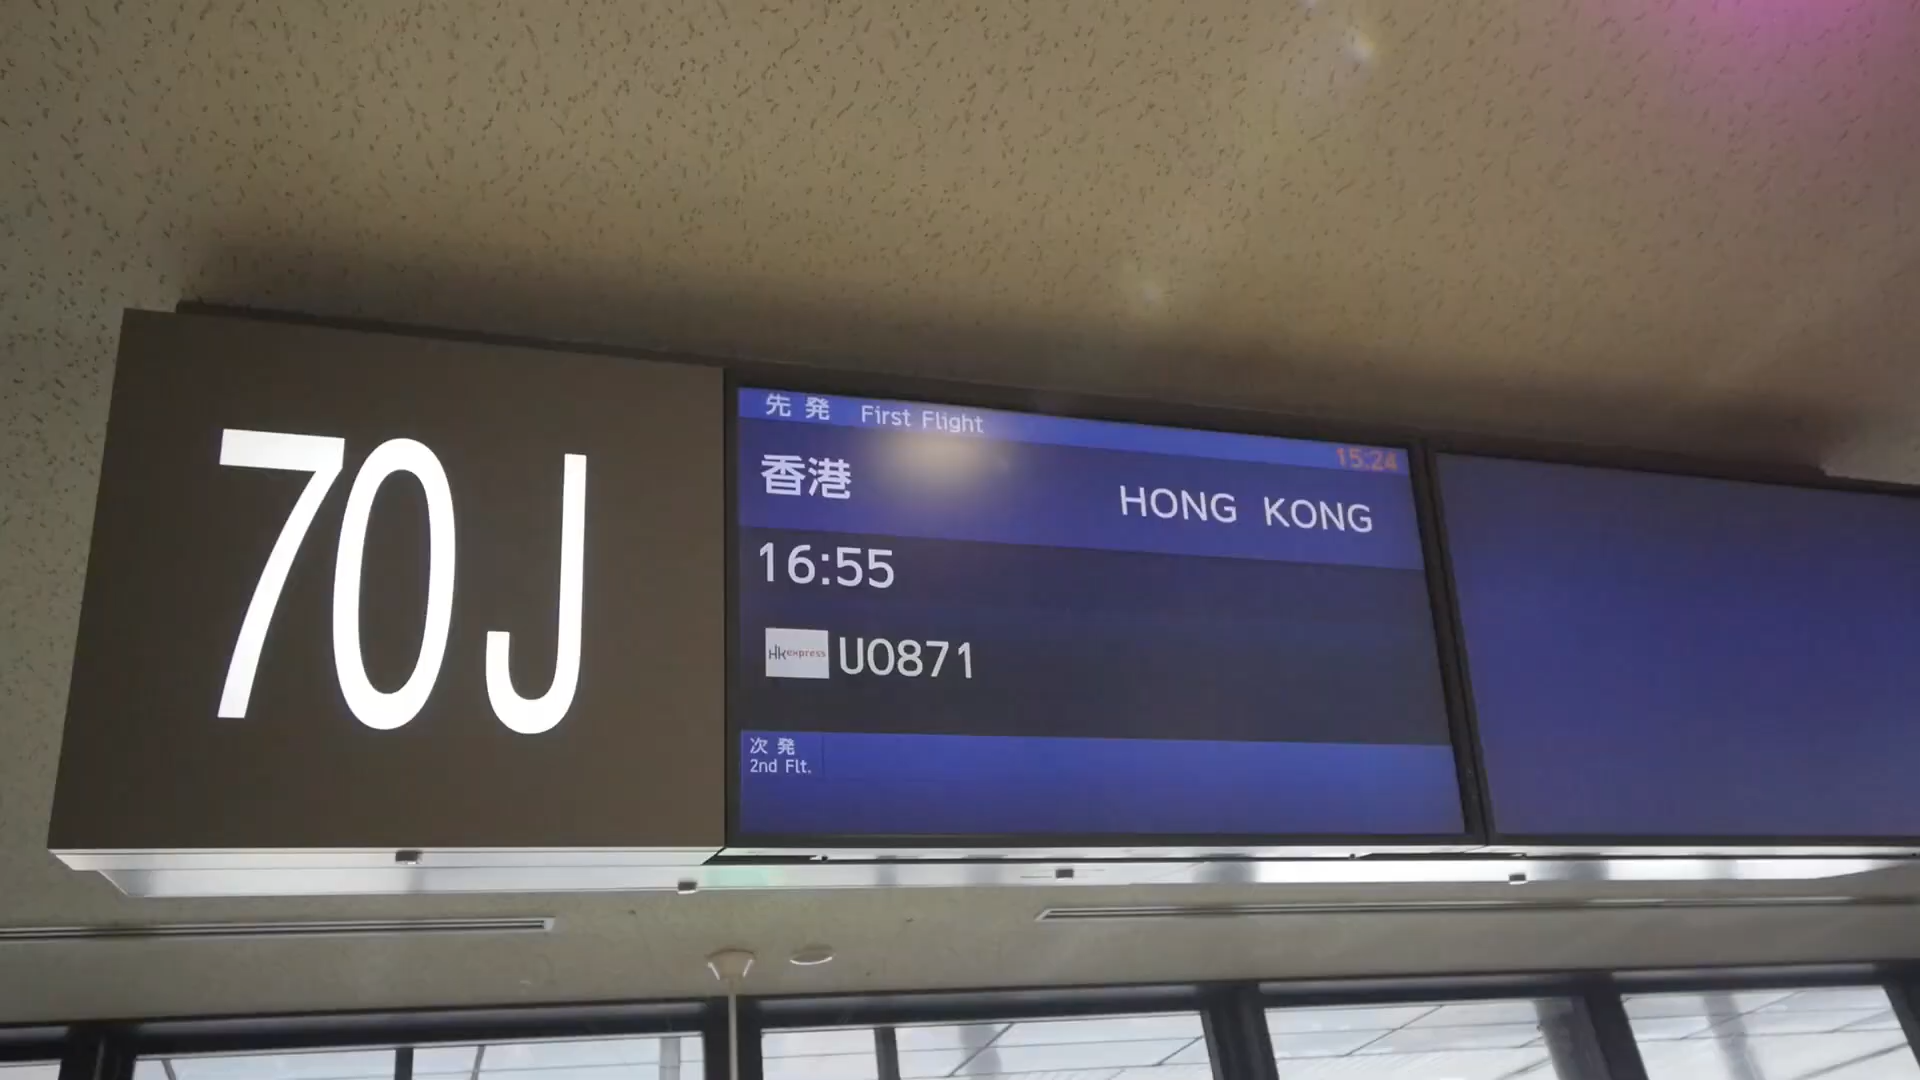 70J
先発 First Flight
15:24
香港 HONG KONG
16:55
HKexpress UO871
次発
2nd Flt.